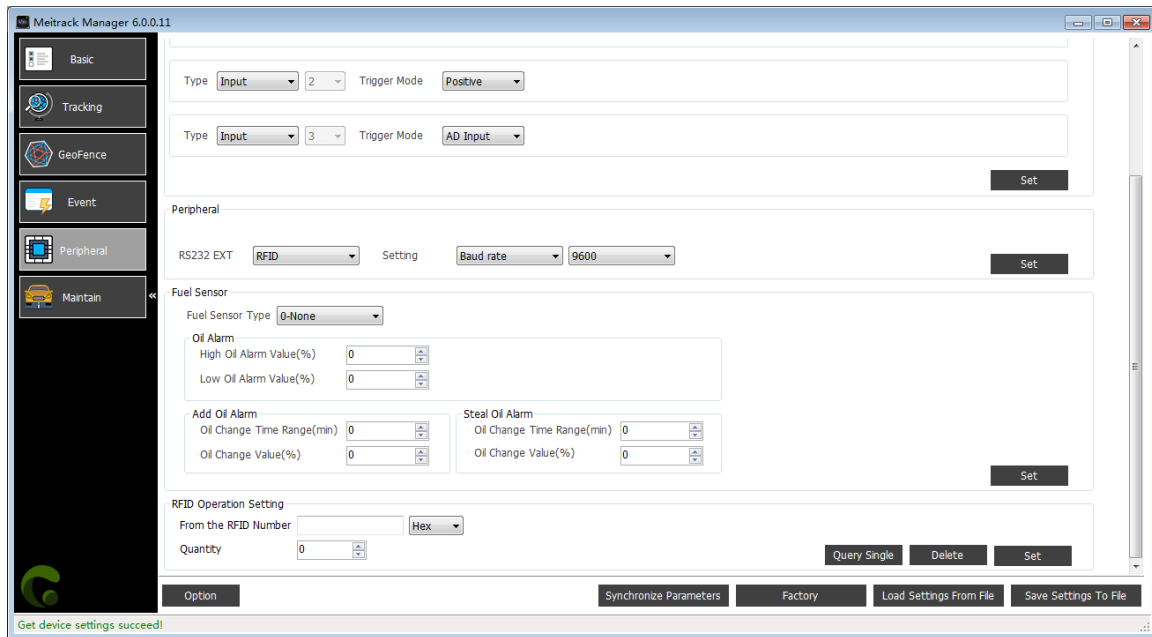 Meitrack Manager 6.0.0.11
Basic
Tracking
GeoFence
Event
Peripheral
Maintain
«
Type Input 2 Trigger Mode Positive
Type Input 3 Trigger Mode AD Input
Set
Peripheral
RS232 EXT RFID Setting Baud rate 9600
Set
Fuel Sensor
Fuel Sensor Type 0-None
Oil Alarm
High Oil Alarm Value(%) 0
Low Oil Alarm Value(%) 0
Add Oil Alarm
Oil Change Time Range(min) 0
Oil Change Value(%) 0
Steal Oil Alarm
Oil Change Time Range(min) 0
Oil Change Value(%) 0
Set
RFID Operation Setting
From the RFID Number Hex
Quantity 0
Query Single Delete Set
Option Synchronize Parameters Factory Load Settings From File Save Settings To File
Get device settings succeed!